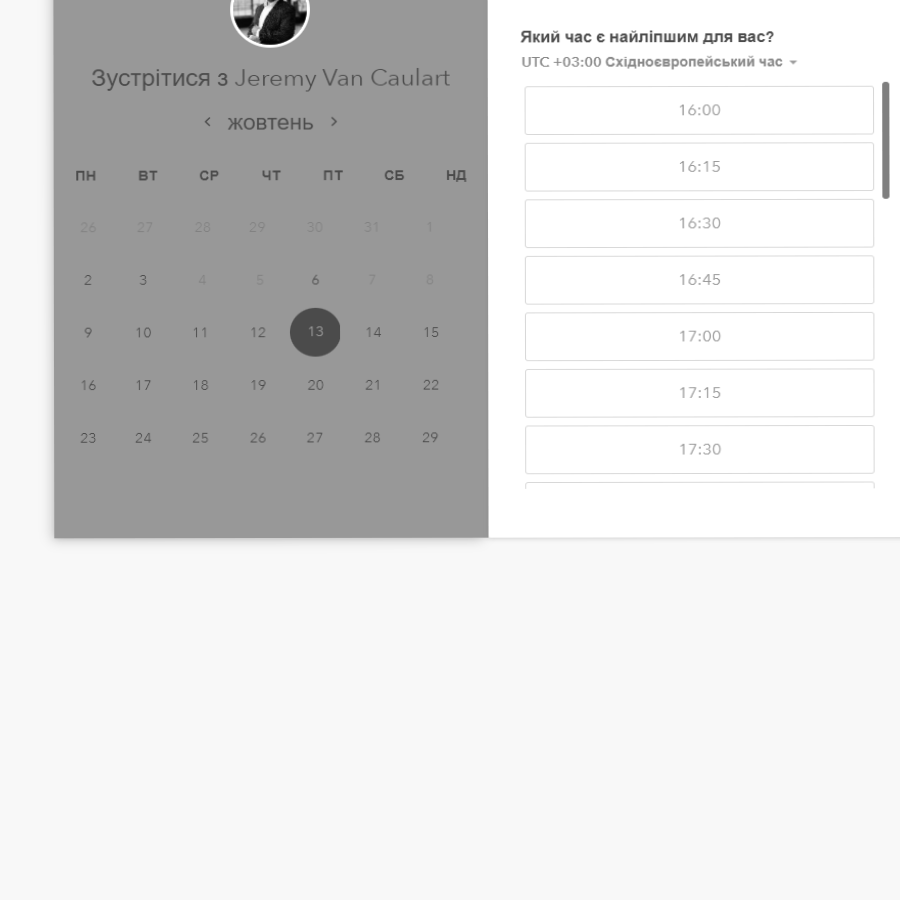 Зустрітися з Jeremy Van Caulart
жовтень
ПН ВТ СР ЧТ ПТ СБ НД
26 27 28 29 30 31 1
2 3 4 5 6 7 8
9 10 11 12 13 14 15
16 17 18 19 20 21 22
23 24 25 26 27 28 29
Який час є найліпшим для вас?
UTC +03:00 Східноєвропейський час
16:00
16:15
16:30
16:45
17:00
17:15
17:30